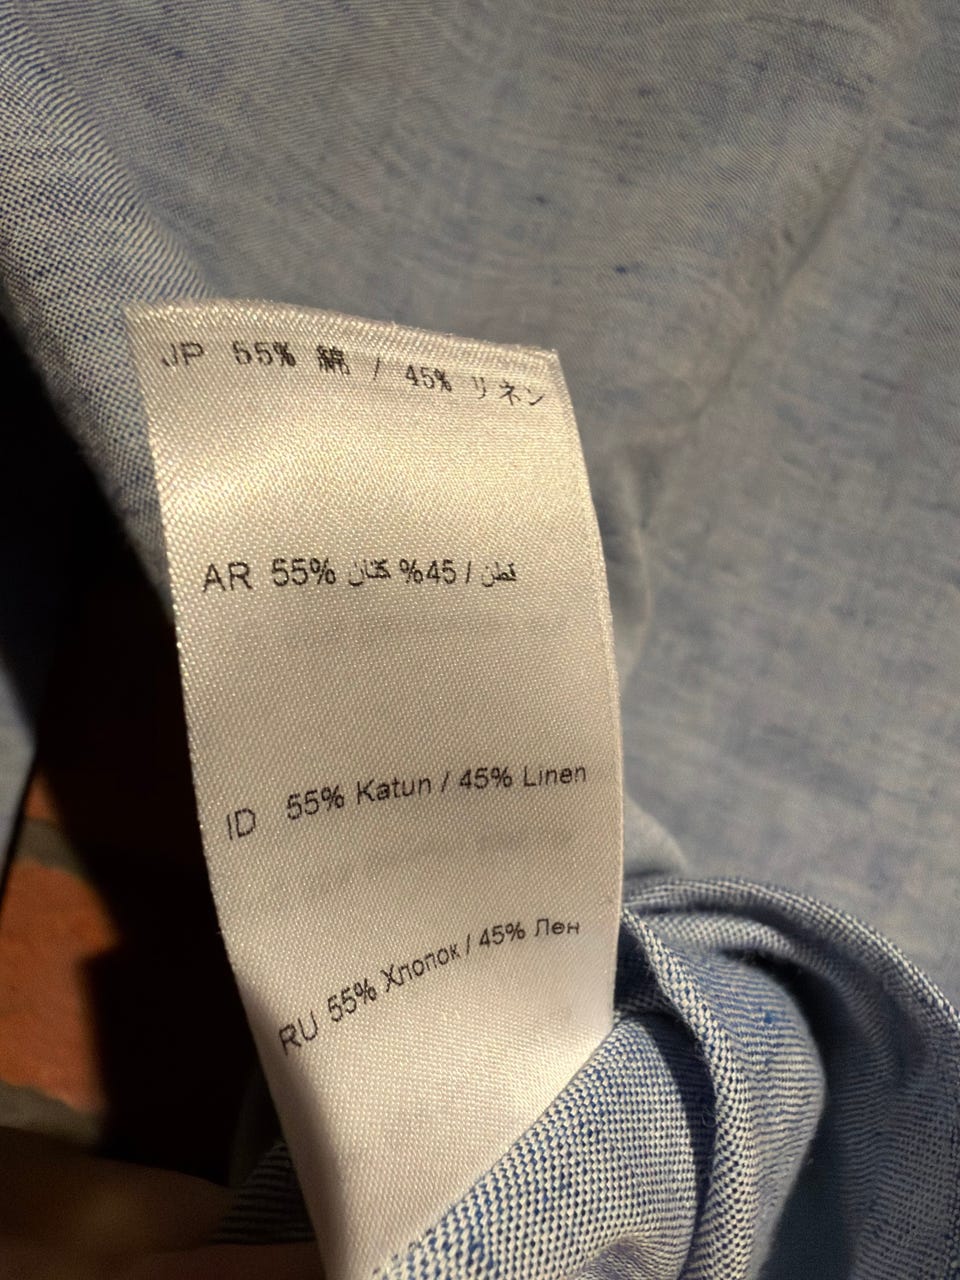 JP 55% 綿 / 45% リネン
AR 55% قطن / 45% كتان
ID 55% Katun / 45% Linen
RU 55% Хлопок / 45% Лен